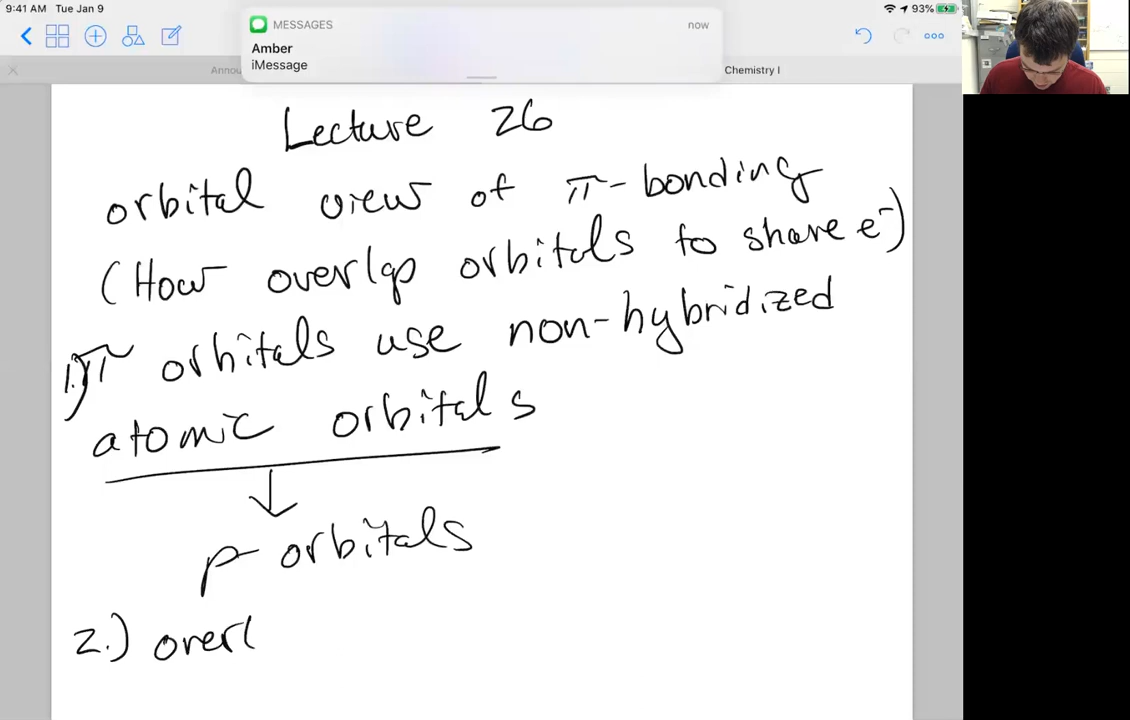 9:41 AM Tue Jan 9
93%
MESSAGES
now
Amber
iMessage
Annou
Chemistry I
Lecture 26
orbital view of π-bonding
(How overlap orbitals to share e⁻)
1.) π orbitals use non-hybridized
atomic orbitals
↓
p orbitals
2.) overl